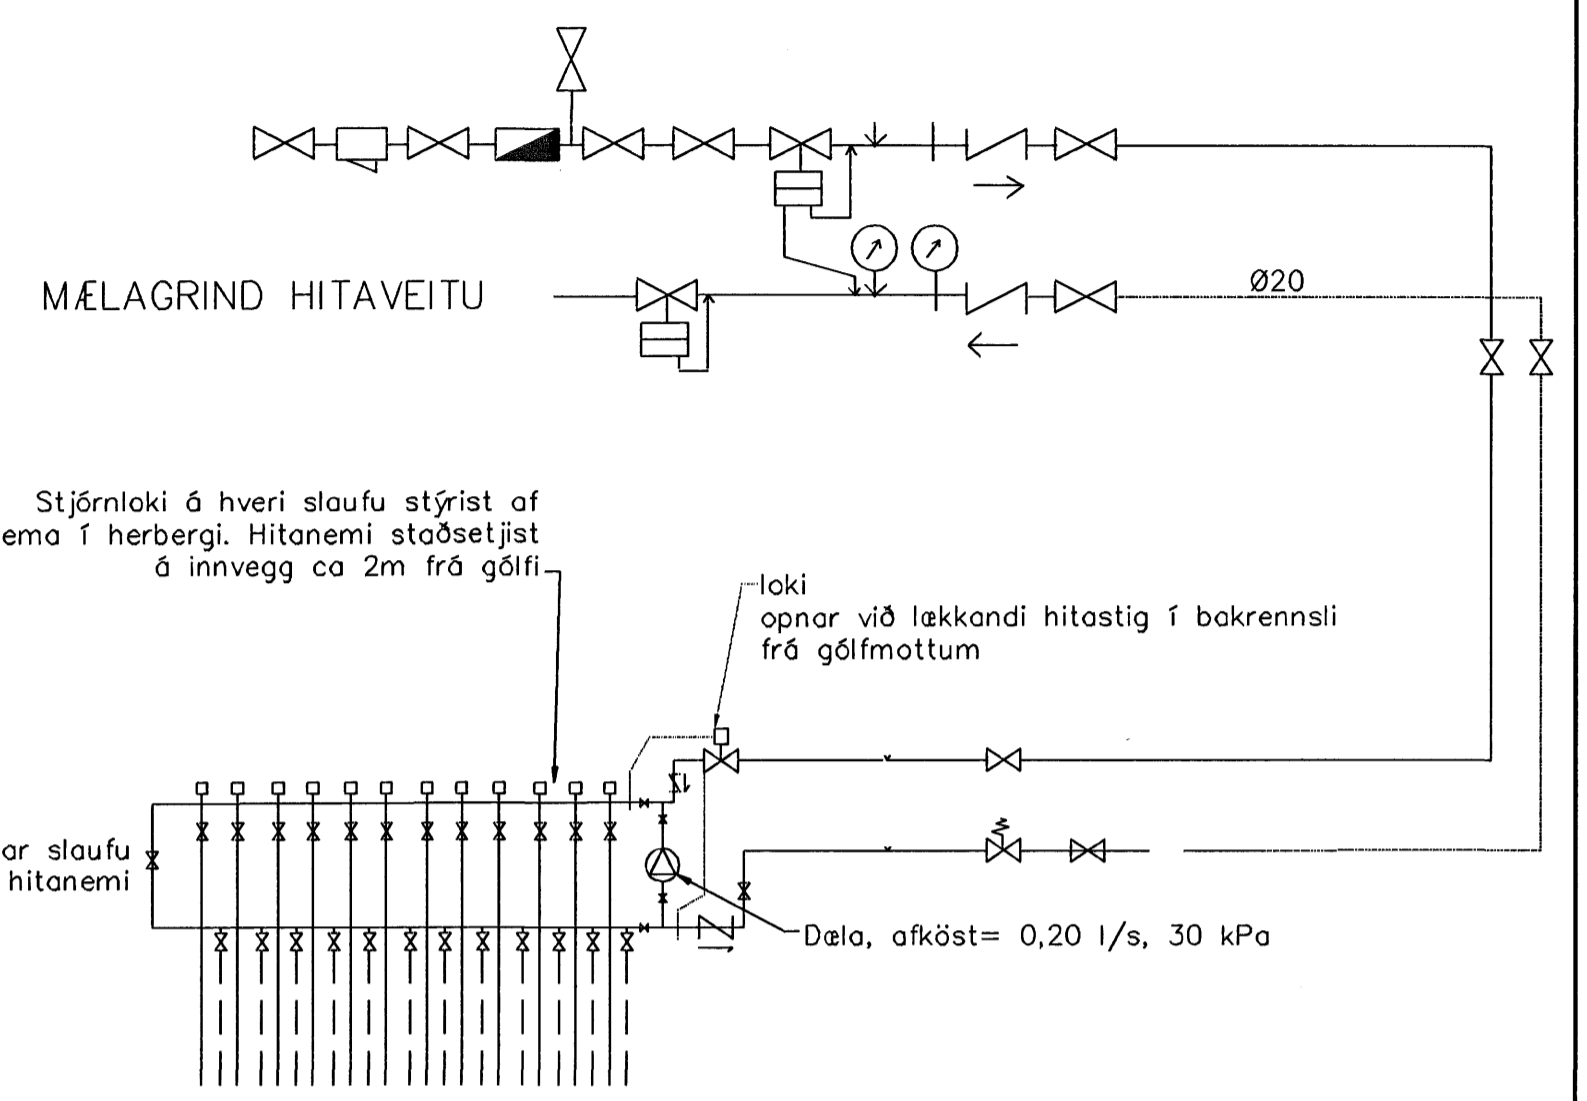 MÆLAGRIND HITAVEITU
Ø20
Stjórnloki á hveri slaufu stýrist af
ema í herbergi. Hitanemi staðsetjist
á innvegg ca 2m frá gólfi
loki
opnar við lækkandi hitastig í bakrennsli
frá gólfmottum
ar slaufu
hitanemi
Dæla, afköst= 0,20 l/s, 30 kPa